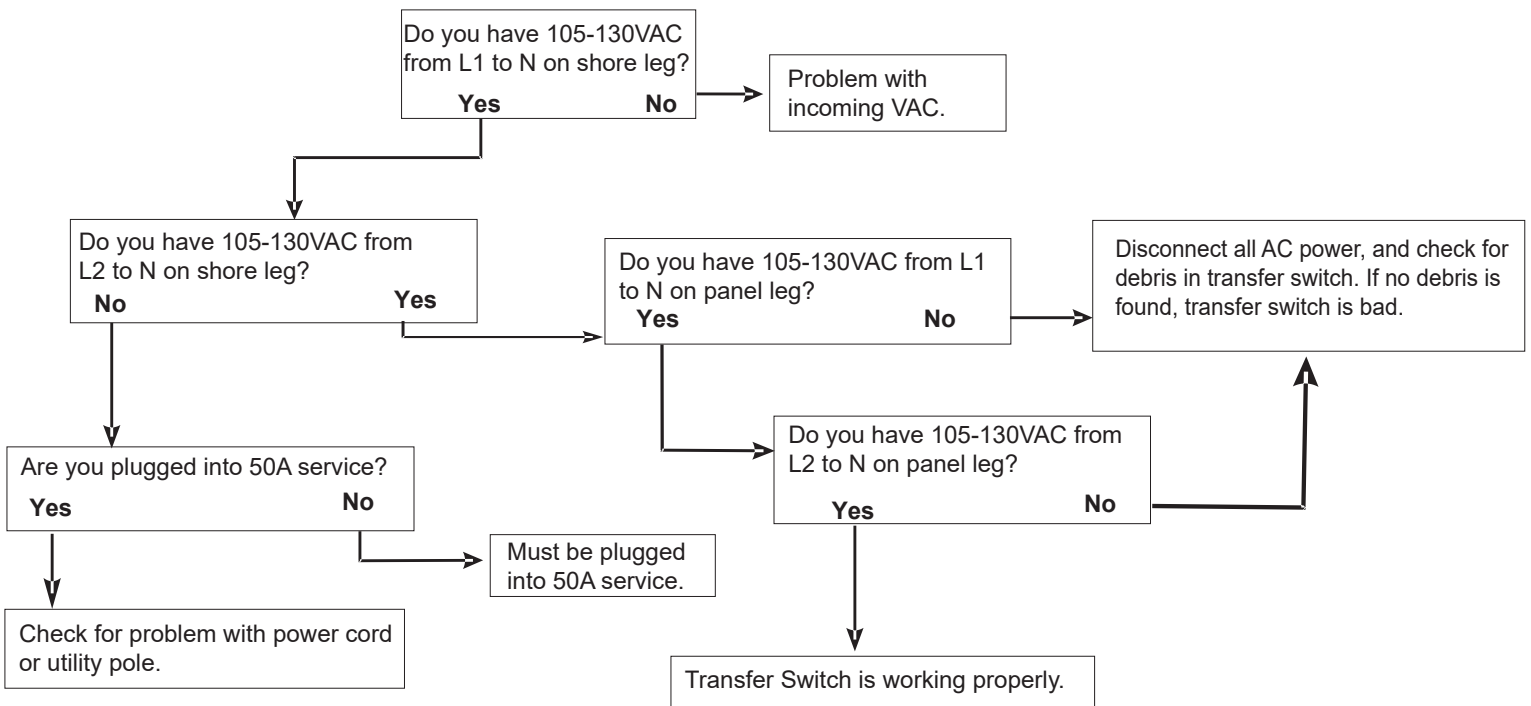 Do you have 105-130VAC
from L1 to N on shore leg?
Yes No
Problem with
incoming VAC.
Do you have 105-130VAC from
L2 to N on shore leg?
No Yes
Do you have 105-130VAC from L1
to N on panel leg?
Yes No
Disconnect all AC power, and check for
debris in transfer switch. If no debris is
found, transfer switch is bad.
Do you have 105-130VAC from
L2 to N on panel leg?
Yes No
Are you plugged into 50A service?
Yes No
Must be plugged
into 50A service.
Check for problem with power cord
or utility pole.
Transfer Switch is working properly.